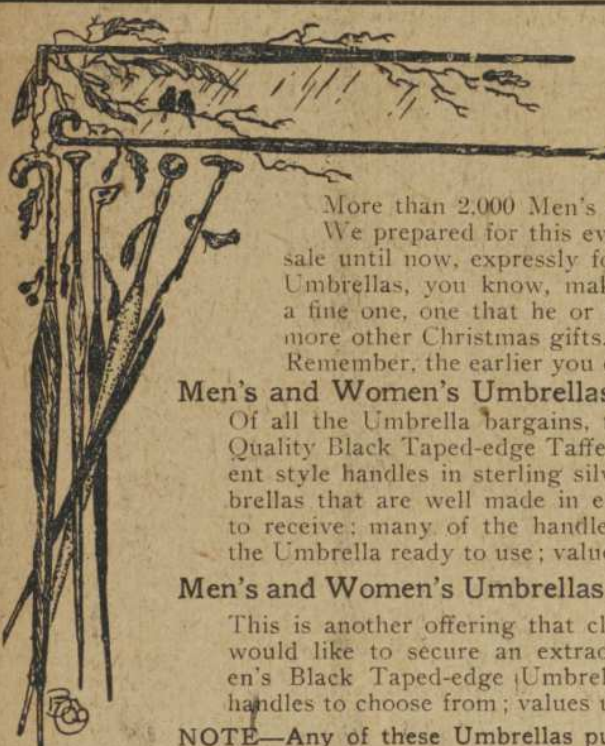 More than 2,000 Men's
We prepared for this ev
sale until now, expressly fo
Umbrellas, you know, mak
a fine one, one that he or
more other Christmas gifts.
Remember, the earlier you
Men's and Women's Umbrellas
Of all the Umbrella bargains,
Quality Black Taped-edge Taffe
ent style handles in sterling silv
brellas that are well made in e
to receive; many of the handle
the Umbrella ready to use; value
Men's and Women's Umbrellas
This is another offering that cl
would like to secure an extrao
en's Black Taped-edge Umbrel
handles to choose from; values u
NOTE—Any of these Umbrellas pu